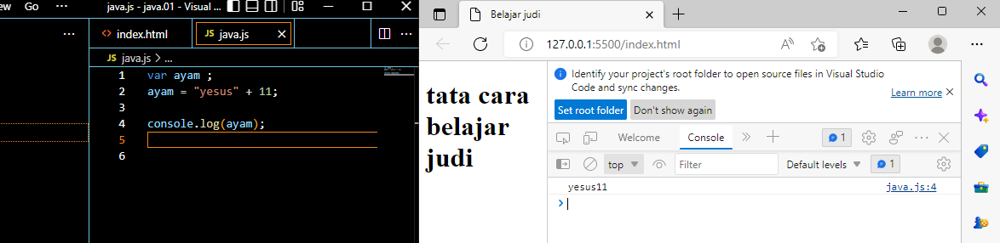 ew Go ··· java.js - java.01 - Visual ...
··· index.html JS java.js ···
JS java.js > ...
1 var ayam ;
2 ayam = "yesus" + 11;
3
4 console.log(ayam);
5
6
Belajar judi
127.0.0.1:5500/index.html
tata cara
belajar
judi
Identify your project's root folder to open source files in Visual Studio
Code and sync changes.
Learn more
Set root folder Don't show again
Welcome Console 1
top Filter Default levels 1
yesus11 java.js:4